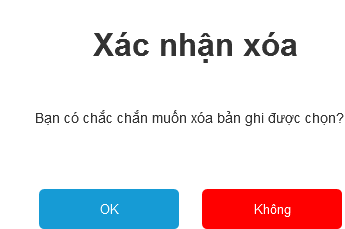 Xác nhận xóa
Bạn có chắc chắn muốn xóa bản ghi được chọn?
OK
Không